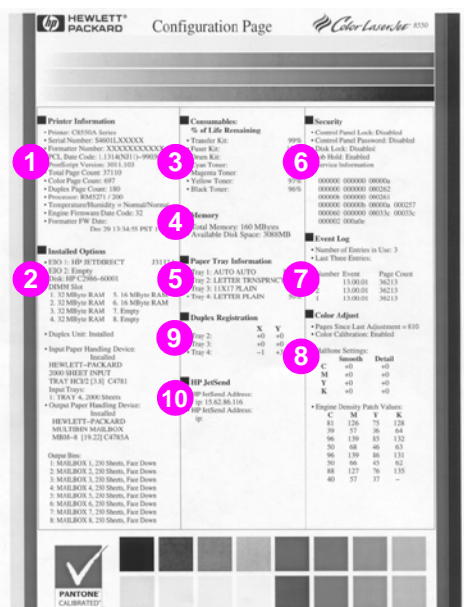 HEWLETT®
PACKARD
Configuration Page
Color LaserJet 8550
Printer Information
• Printer: C8550A Series
• Serial Number: S4601LXXXXX
• Formatter Number: XXXXXXXXXXX
1
PCL Date Code:
PostScript Version: 3011.103
Total Page Count 37110
• Color Page Count: 697
• Duplex Page Count: 180
• Processor: RM5271 / 200
• Temperature/Humidity = Normal/Normal
• Engine Firmware Date Code: 32
• Formatter FW Date:
Dec 29 13:34:55 PST
Installed Options
• EIO 1: HP JETDIRECT
2
EIO 2: Empty
Disk: HP C2986-60001
DIMM Slot
1. 32 MByte RAM 5. 16 MByte RAM
2. 32 MByte RAM 6. 16 MByte RAM
3. 32 MByte RAM 7. Empty
4. 32 MByte RAM 8. Empty
• Duplex Unit: Installed
• Input Paper Handling Device:
Installed
HEWLETT-PACKARD
2000 SHEET INPUT
TRAY HCI/2 [3.8] C4781
Input Trays:
1: TRAY 4, 2000 Sheets
• Output Paper Handling Device:
Installed
HEWLETT-PACKARD
MULTIBIN MAILBOX
MBM-8 [19.22] C4785A
Output Bins:
1: MAILBOX 1, 250 Sheets, Face Down
2: MAILBOX 2, 250 Sheets, Face Down
3: MAILBOX 3, 250 Sheets, Face Down
4: MAILBOX 4, 250 Sheets, Face Down
5: MAILBOX 5, 250 Sheets, Face Down
6: MAILBOX 6, 250 Sheets, Face Down
7: MAILBOX 7, 250 Sheets, Face Down
8: MAILBOX 8, 250 Sheets, Face Down
Consumables:
% of Life Remaining
• Transfer Kit: 99%
Fuser Kit:
3
Drum Kit:
Cyan Toner:
Magenta Toner
• Yellow Toner: 97%
• Black Toner: 96%
4
Memory
Total Memory: 160 MBytes
Available Disk Space: 3088MB
Paper Tray Information
5
Tray 1: AUTO AUTO
Tray 2: LETTER TRNSPRNC
Tray 3: 11X17 PLAIN
• Tray 4: LETTER PLAIN
Duplex Registration
9
X Y
Tray 2: +0 +0
Tray 3: +0 +0
Tray 4: -1
HP JetSend
10
HP JetSend Address:
ip: 15.62.86.116
HP JetSend Address:
ip:
Security
• Control Panel Lock: Disabled
• Control Panel Password: Disabled
6
Disk Lock: Disabled
Job Hold: Enabled
Service Information
000000 000000 08000a
000000 000000 080262
000006 000000 080261
000000 000000 0b000a 000257
000060 000000 08033c 00033c
000002 000a0e
Event Log
• Number of Entries in Use: 3
• Last Three Entries:
7
Number Event Page Count
13.00.01 36213
2 13.00.01 36213
1 13.00.01 36213
Color Adjust
• Pages Since Last Adjustment = 810
• Color Calibration: Enabled
8
Halftone Settings:
Smooth Detail
C +0 +0
M +0 +0
Y +0 +0
K +0 +0
• Engine Density Patch Values:
C M Y K
81 126 75 128
39 57 36 64
96 139 85 132
50 68 46 63
96 139 86 131
50 66 45 62
88 127 76 135
40 57 37 –
PANTONE®
CALIBRATED™